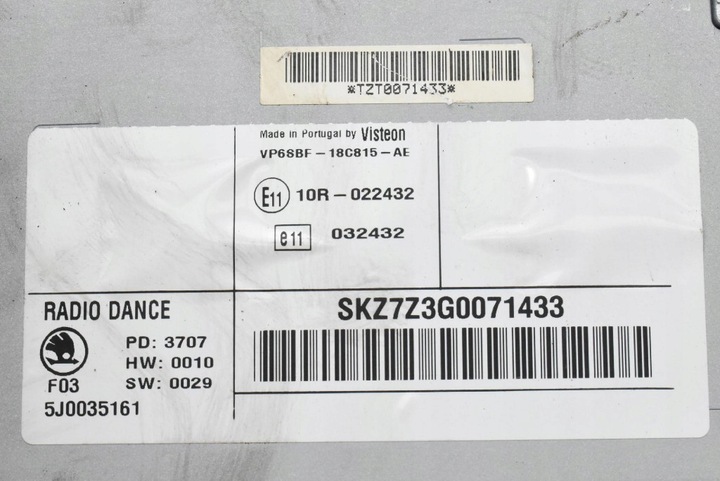 *TZT0071433*
Made in Portugal by Visteon
VP6SBF-18C815-AE
E11 10R-022432
e11 032432
RADIO DANCE
PD: 3707
HW: 0010
F03 SW: 0029
5J0035161
SKZ7Z3G0071433